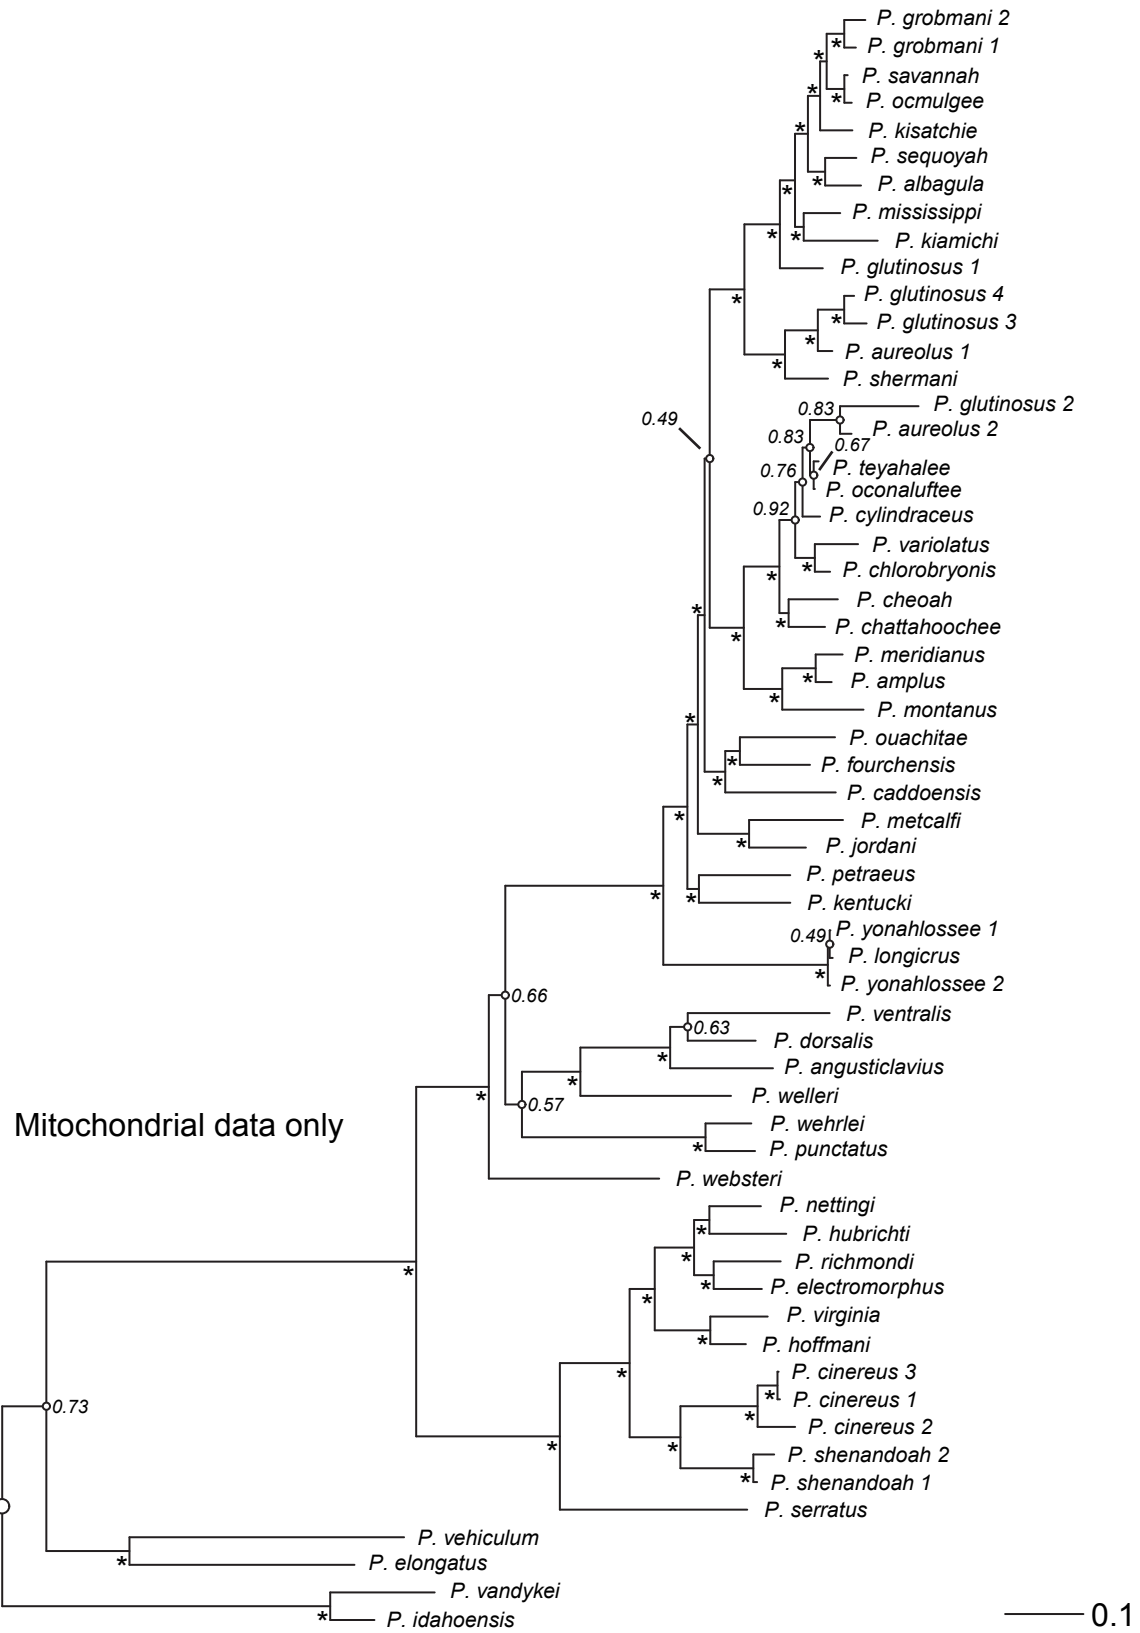 P. grobmani 2
*
P. grobmani 1
*
P. savannah
*
*
P. ocmulgee
*
P. kisatchie
P. sequoyah
*
P. albagula
*
P. mississippi
*
*
P. kiamichi
P. glutinosus 1
*
P. glutinosus 4
*
P. glutinosus 3
*
P. aureolus 1
*
P. shermani
0.83
P. glutinosus 2
0.49
0.83
P. aureolus 2
0.67
0.76
P. teyahalee
P. oconaluftee
0.92
P. cylindraceus
P. variolatus
*
*
P. chlorobryonis
P. cheoah
*
*
P. chattahoochee
*
P. meridianus
*
P. amplus
*
P. montanus
*
P. ouachitae
*
P. fourchensis
*
P. caddoensis
*
P. metcalfi
*
P. jordani
P. petraeus
*
*
P. kentucki
0.49
P. yonahlossee 1
P. longicrus
*
P. yonahlossee 2
0.66
P. ventralis
0.63
P. dorsalis
*
P. angusticlavius
*
*
P. welleri
0.57
Mitochondrial data only
P. wehrlei
*
P. punctatus
P. websteri
P. nettingi
*
P. hubrichti
*
*
P. richmondi
*
P. electromorphus
*
P. virginia
*
P. hoffmani
*
P. cinereus 3
*
P. cinereus 1
0.73
*
P. cinereus 2
*
*
P. shenandoah 2
*
P. shenandoah 1
P. serratus
P. vehiculum
*
P. elongatus
P. vandykei
*
P. idahoensis
0.1